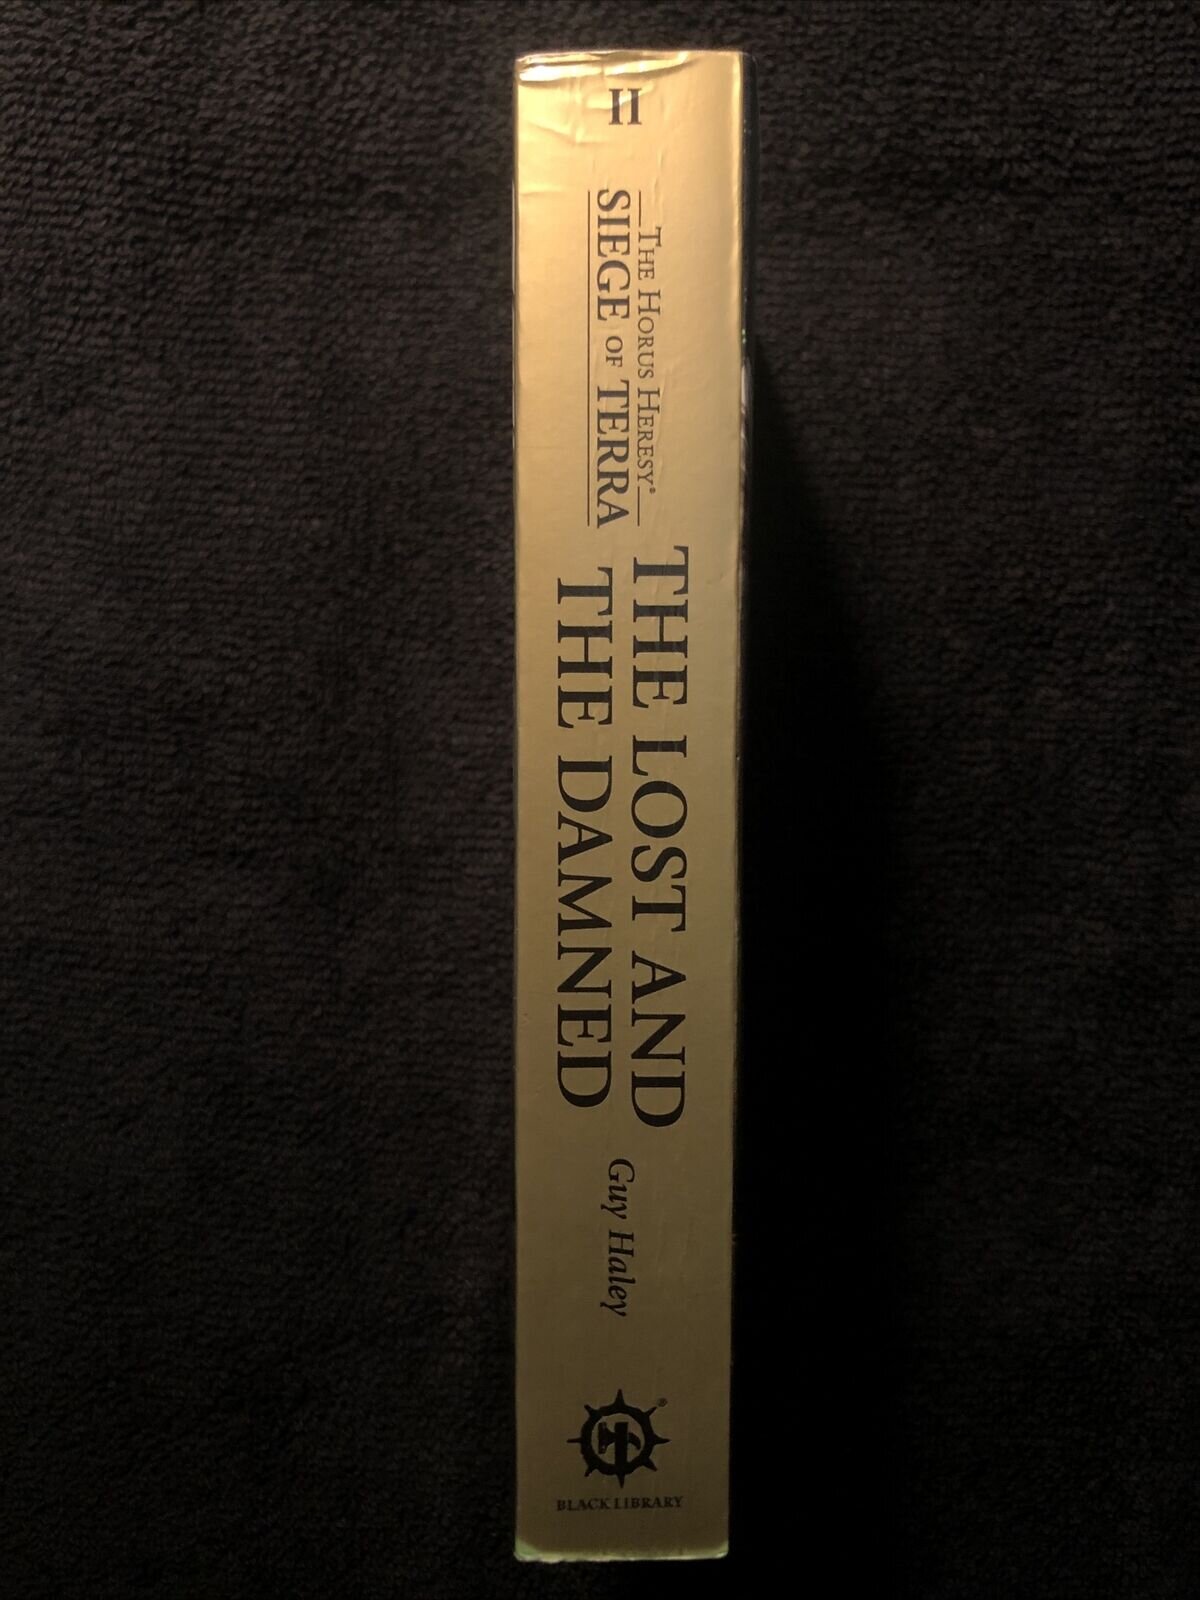 II
THE HORUS HERESY®
SIEGE OF TERRA
THE LOST AND
THE DAMNED
Guy Haley
®
BLACK LIBRARY